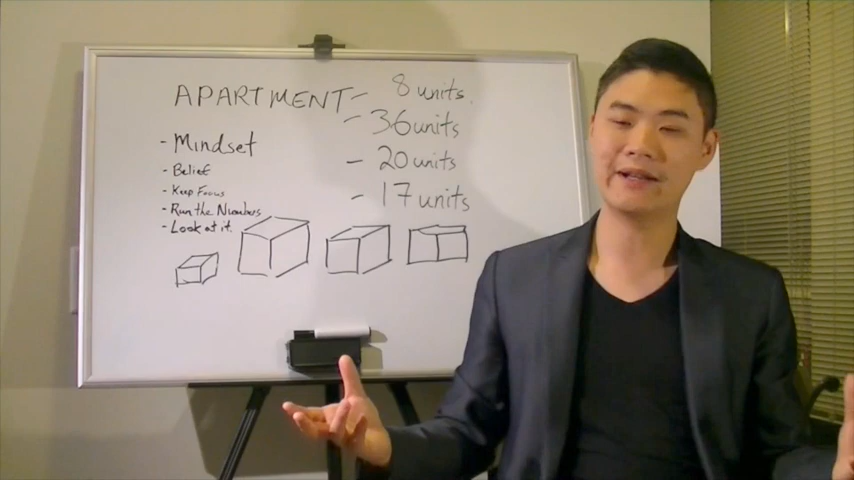 APARTMENT - 8 units.
- 36 units
- 20 units
- 17 units
- Mindset
- Belief
- Keep Focus
- Run the Numbers
- Look at it.